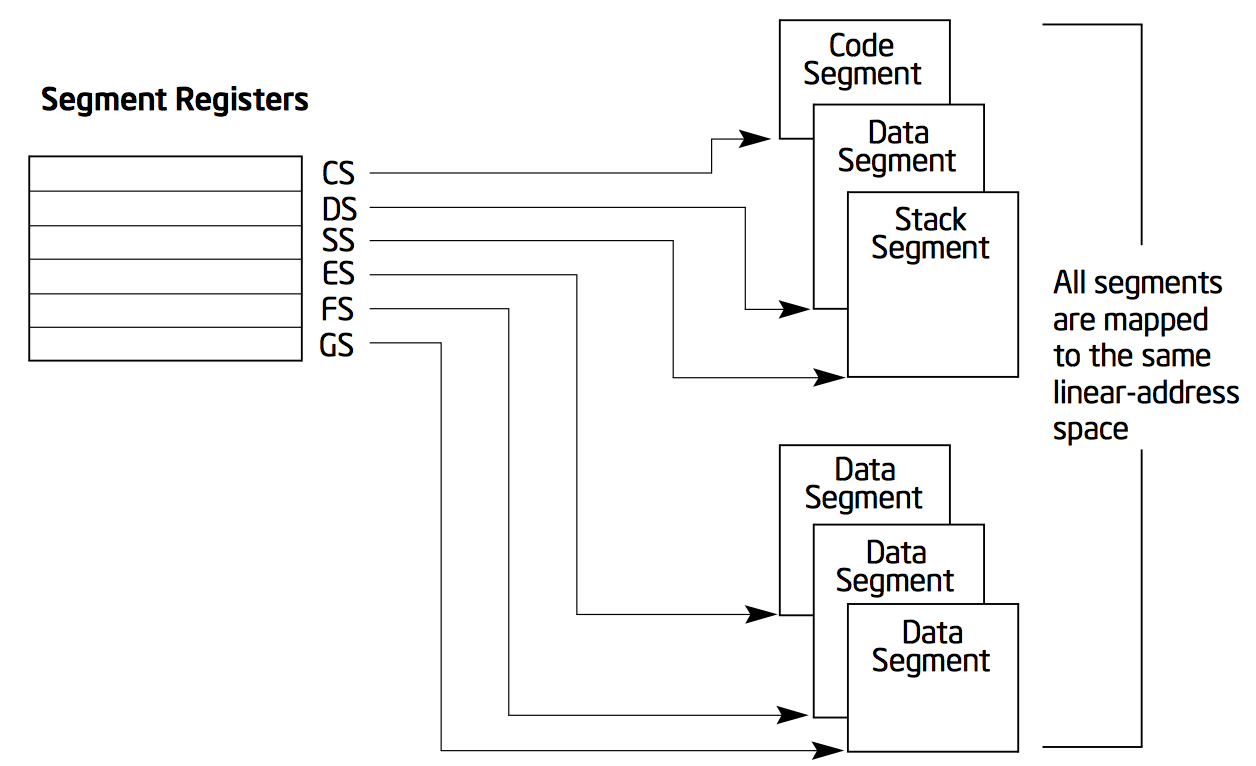 Segment Registers
CS
DS
SS
ES
FS
GS
Code
Segment
Data
Segment
Stack
Segment
Data
Segment
Data
Segment
Data
Segment
All segments
are mapped
to the same
linear-address
space